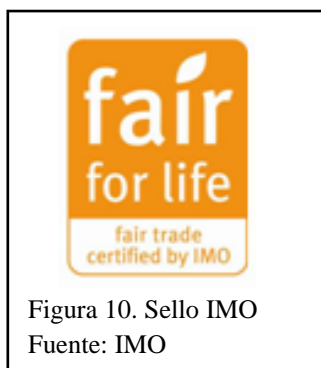 fair
for life
fair trade
certified by IMO
Figura 10. Sello IMO
Fuente: IMO